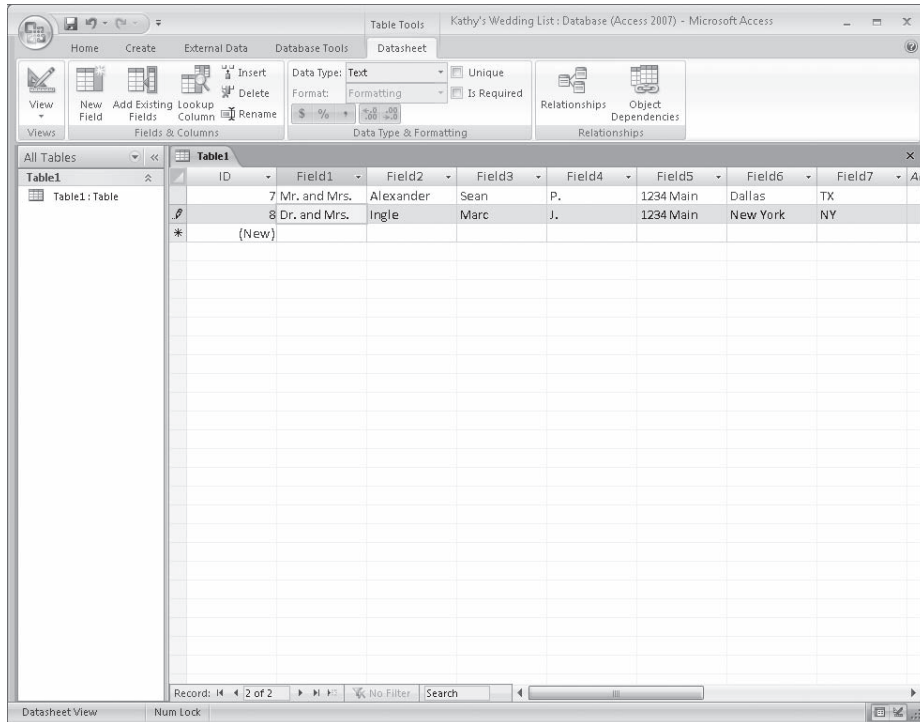 Table Tools
Kathy's Wedding List : Database (Access 2007) - Microsoft Access
Home Create External Data Database Tools Datasheet
View
New Field
Add Existing Fields
Lookup Column
Insert
Delete
Rename
Data Type: Text
Format: Formatting
$ % ,
Unique
Is Required
Relationships
Object Dependencies
Views
Fields & Columns
Data Type & Formatting
Relationships
All Tables
Table1
Table1 : Table
Table1
ID Field1 Field2 Field3 Field4 Field5 Field6 Field7
7 Mr. and Mrs. Alexander Sean P. 1234 Main Dallas TX
8 Dr. and Mrs. Ingle Marc J. 1234 Main New York NY
(New)
Record: 2 of 2 No Filter Search
Datasheet View Num Lock